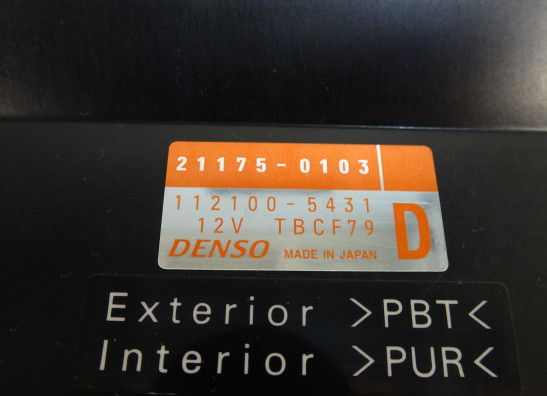 21175-0103
112100-5431
12V TBCF79
D
DENSO MADE IN JAPAN
Exterior >PBT<
Interior >PUR<